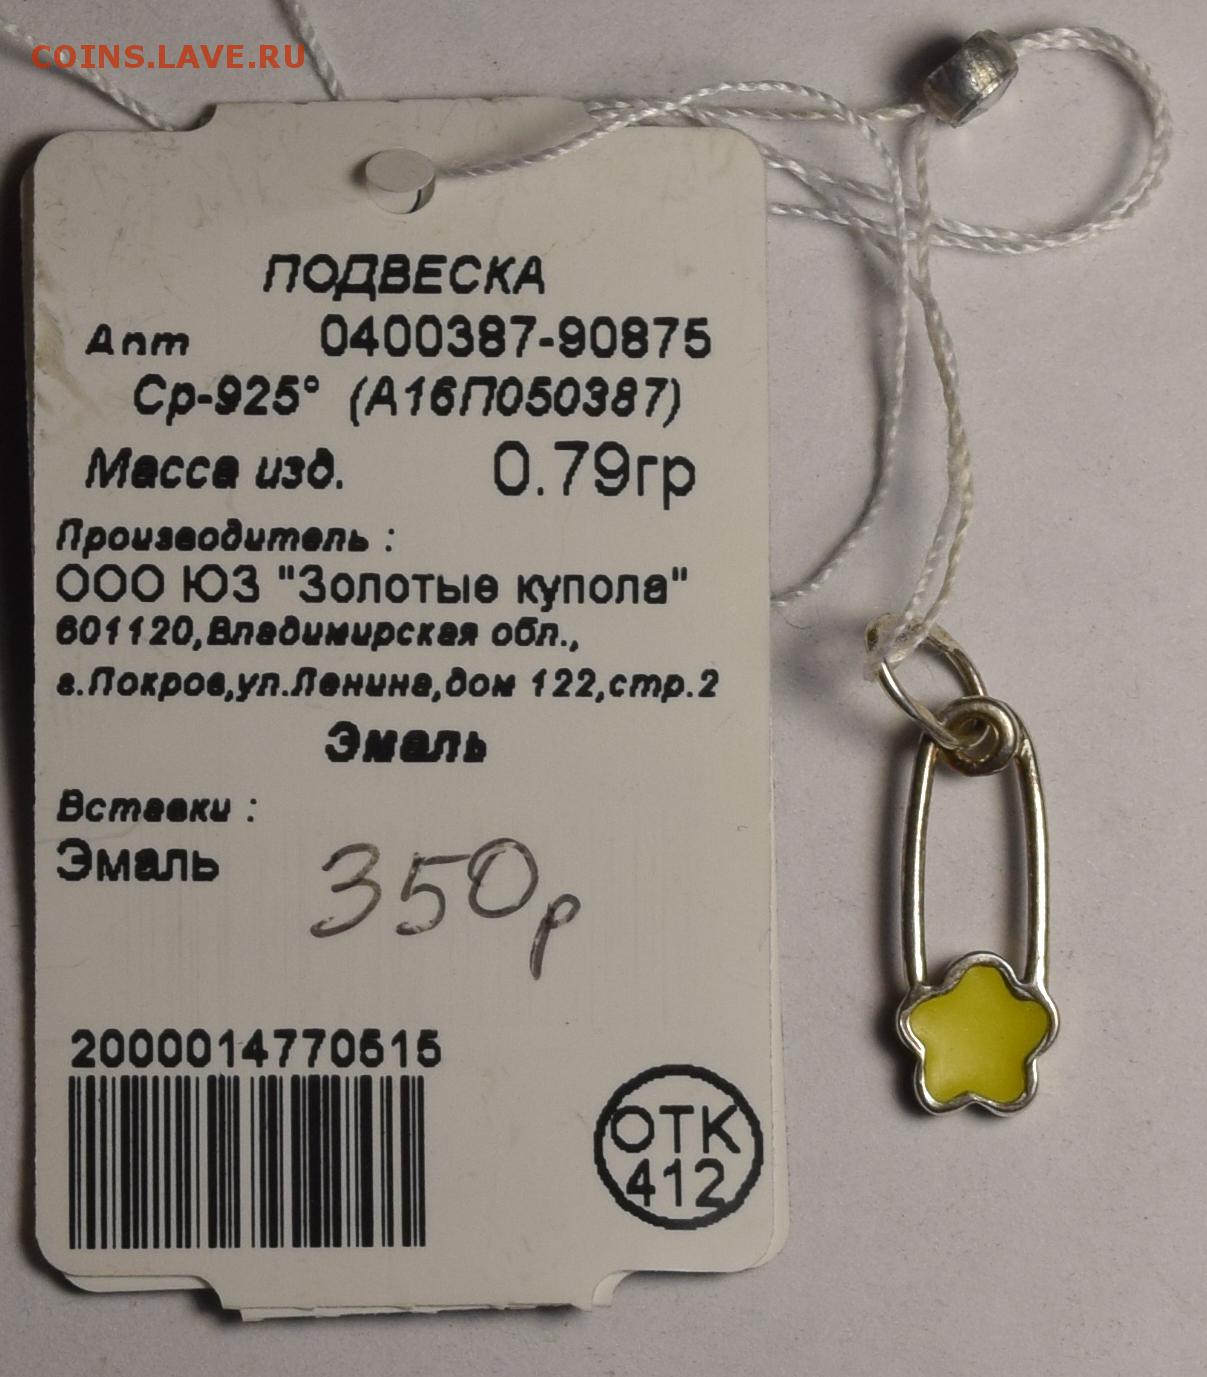 COINS.LAVE.RU
ПОДВЕСКА
Арт 0400387-90875
Ср-925° (А16П050387)
Масса изд. 0.79гр
Производитель :
ООО ЮЗ "Золотые купола"
601120,Владимирская обл.,
г.Покров,ул.Ленина,дом 122,стр.2
Эмаль
Вставки :
Эмаль 350р
2000014770515
ОТК
412